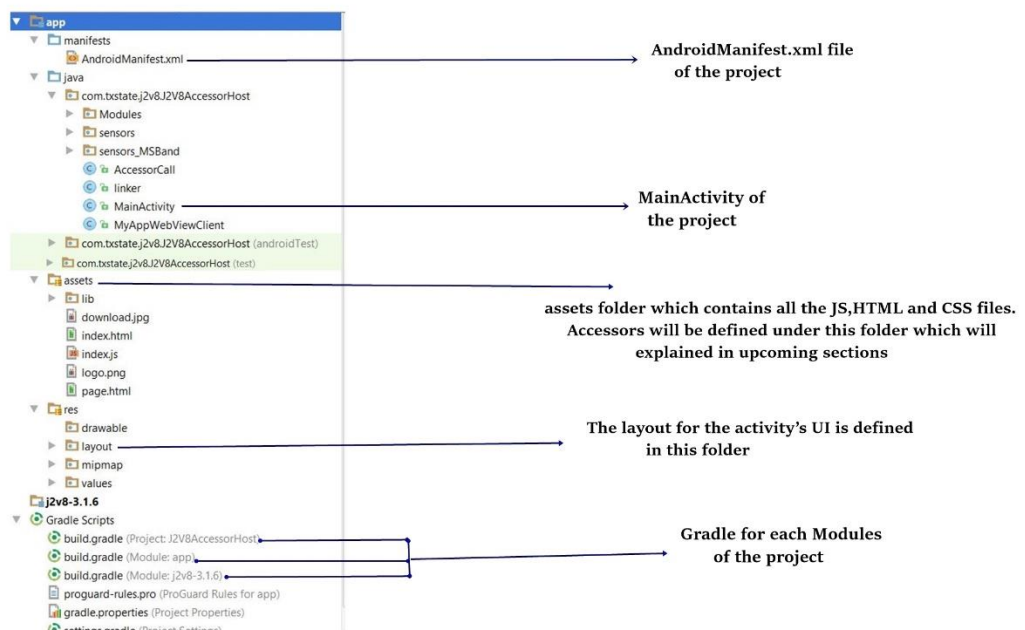 app
manifests
AndroidManifest.xml
AndroidManifest.xml file
of the project
java
com.txstate.j2v8.J2V8AccessorHost
Modules
sensors
sensors_MSBand
AccessorCall
linker
MainActivity
MainActivity of
the project
MyAppWebViewClient
com.txstate.j2v8.J2V8AccessorHost (androidTest)
com.txstate.j2v8.J2V8AccessorHost (test)
assets
assets folder which contains all the JS,HTML and CSS files.
Accessors will be defined under this folder which will
explained in upcoming sections
lib
download.jpg
index.html
index.js
logo.png
page.html
res
drawable
layout
The layout for the activity's UI is defined
in this folder
mipmap
values
j2v8-3.1.6
Gradle Scripts
build.gradle (Project: J2V8AccessorHost)
build.gradle (Module: app)
build.gradle (Module: j2v8-3.1.6)
Gradle for each Modules
of the project
proguard-rules.pro (ProGuard Rules for app)
gradle.properties (Project Properties)
settings.gradle (Project Settings)